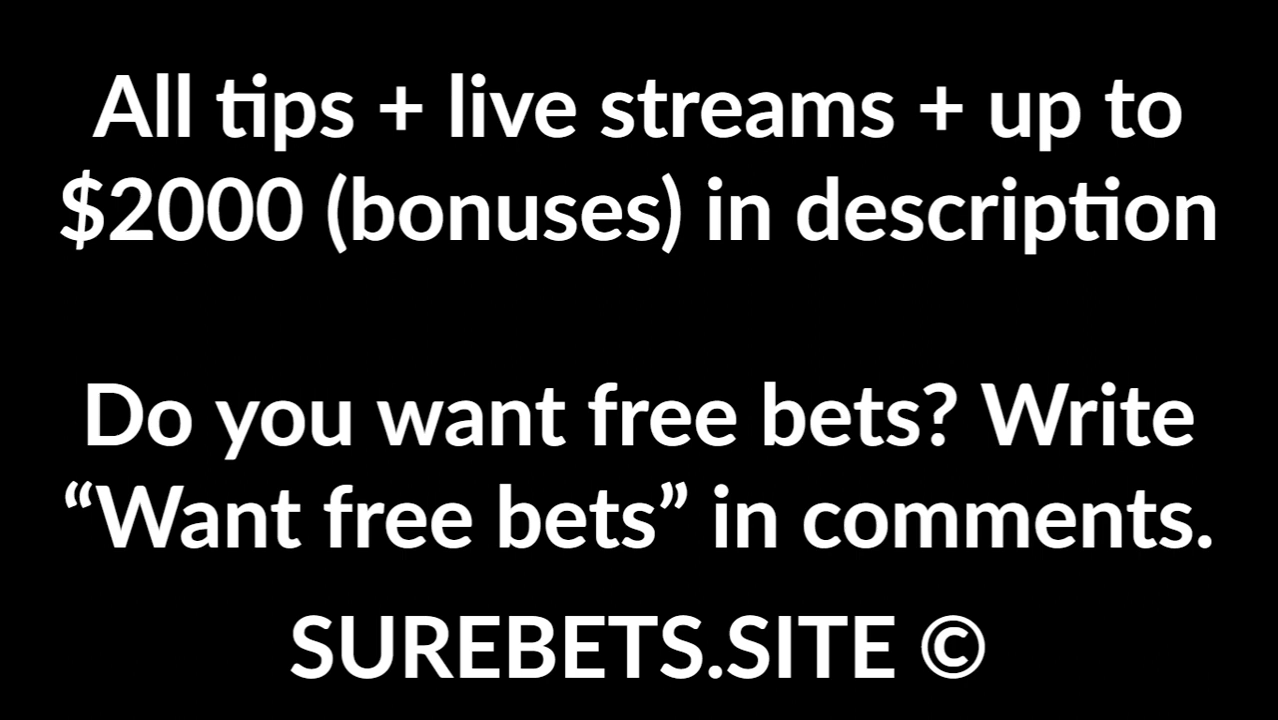 All tips + live streams + up to
$2000 (bonuses) in description
Do you want free bets? Write
“Want free bets” in comments.
SUREBETS.SITE ©